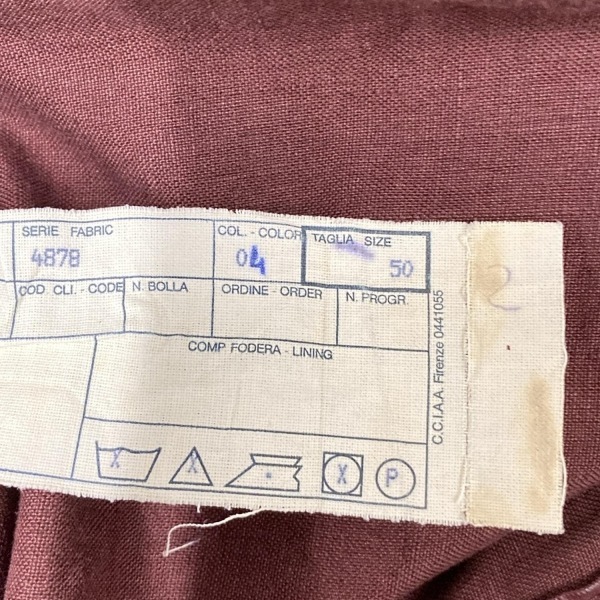 SERIE FABRIC COL. - COLOR TAGLIA SIZE
4878 04 50
COD. CLI. - CODE N. BOLLA ORDINE - ORDER N. PROGR.
COMP FODERA - LINING
X X X P
C.C.I.A.A. Firenze 0441055
2